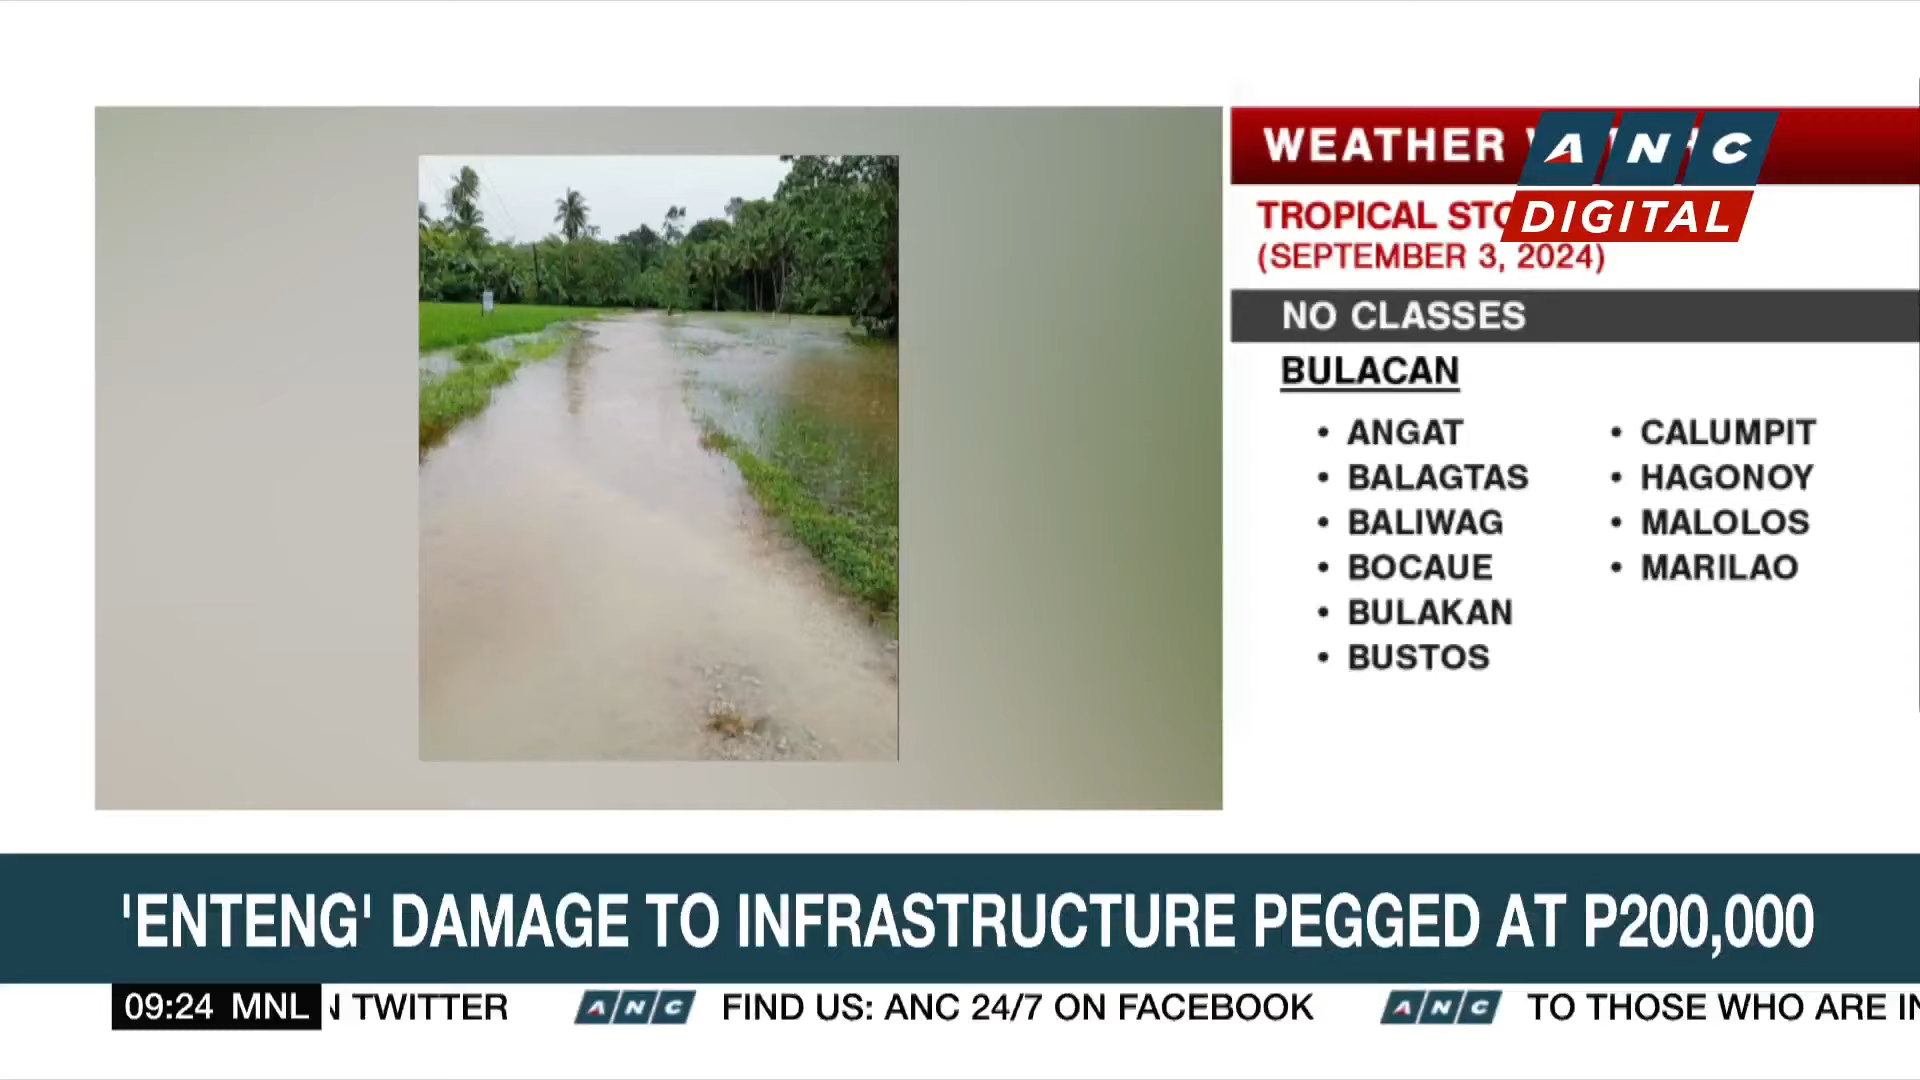 WEATHER
ANC
DIGITAL
TROPICAL
(SEPTEMBER 3, 2024)
NO CLASSES
BULACAN
• ANGAT
• BALAGTAS
• BALIWAG
• BOCAUE
• BULAKAN
• BUSTOS
• CALUMPIT
• HAGONOY
• MALOLOS
• MARILAO
'ENTENG' DAMAGE TO INFRASTRUCTURE PEGGED AT P200,000
09:24 MNL TWITTER ANC FIND US: ANC 24/7 ON FACEBOOK ANC TO THOSE WHO ARE